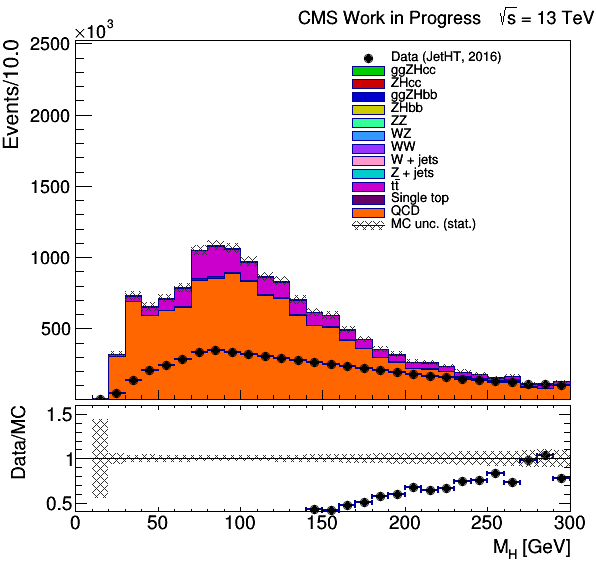 CMS Work in Progress √s = 13 TeV
×10³
Events/10.0
2500
2000
1500
1000
500
Data (JetHT, 2016)
ggZHcc
ZHcc
ggZHbb
ZHbb
ZZ
WZ
WW
W + jets
Z + jets
tt̄
Single top
QCD
MC unc. (stat.)
Data/MC
1.5
1
0.5
0 50 100 150 200 250 300
M_H [GeV]